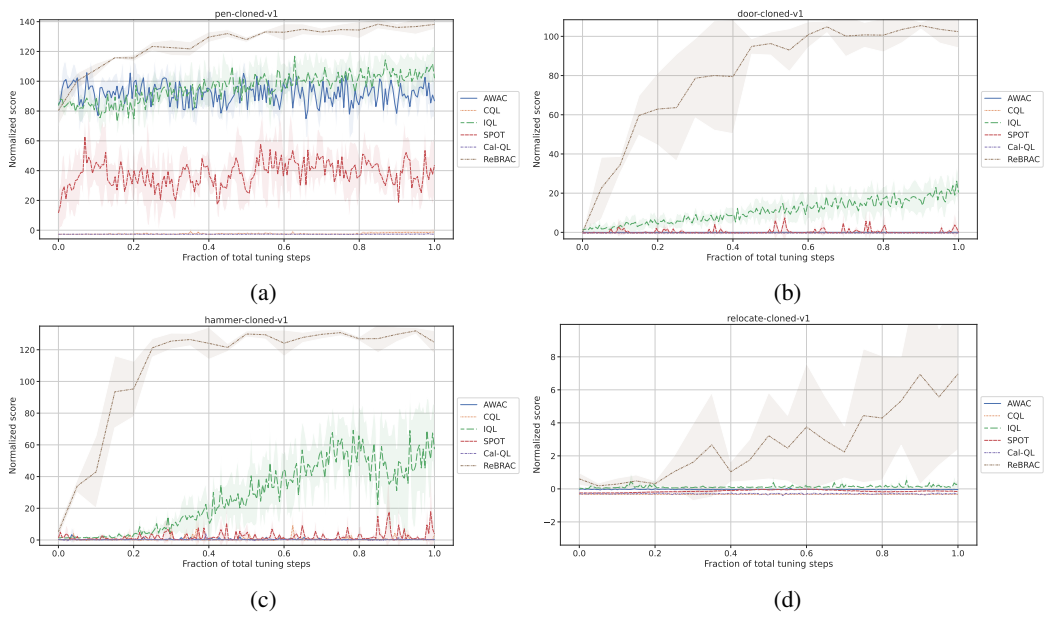 pen-cloned-v1
140
120
100
80
60
40
20
0
Normalized score
0.0 0.2 0.4 0.6 0.8 1.0
Fraction of total tuning steps
AWAC
CQL
IQL
SPOT
Cal-QL
ReBRAC
(a)
door-cloned-v1
100
80
60
40
20
0
Normalized score
0.0 0.2 0.4 0.6 0.8 1.0
Fraction of total tuning steps
AWAC
CQL
IQL
SPOT
Cal-QL
ReBRAC
(b)
hammer-cloned-v1
120
100
80
60
40
20
0
Normalized score
0.0 0.2 0.4 0.6 0.8 1.0
Fraction of total tuning steps
AWAC
CQL
IQL
SPOT
Cal-QL
ReBRAC
(c)
relocate-cloned-v1
8
6
4
2
0
−2
Normalized score
0.0 0.2 0.4 0.6 0.8 1.0
Fraction of total tuning steps
AWAC
CQL
IQL
SPOT
Cal-QL
ReBRAC
(d)